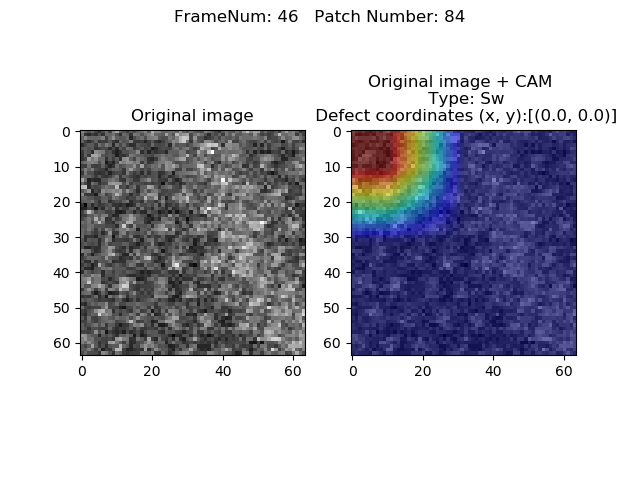 FrameNum: 46   Patch Number: 84
Original image
Original image + CAM
Type: Sw
Defect coordinates (x, y):[(0.0, 0.0)]
0
10
20
30
40
50
60
0 20 40 60
0
10
20
30
40
50
60
0 20 40 60